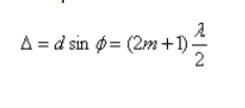 Δ = d sin ϕ = (2m + 1) λ/2